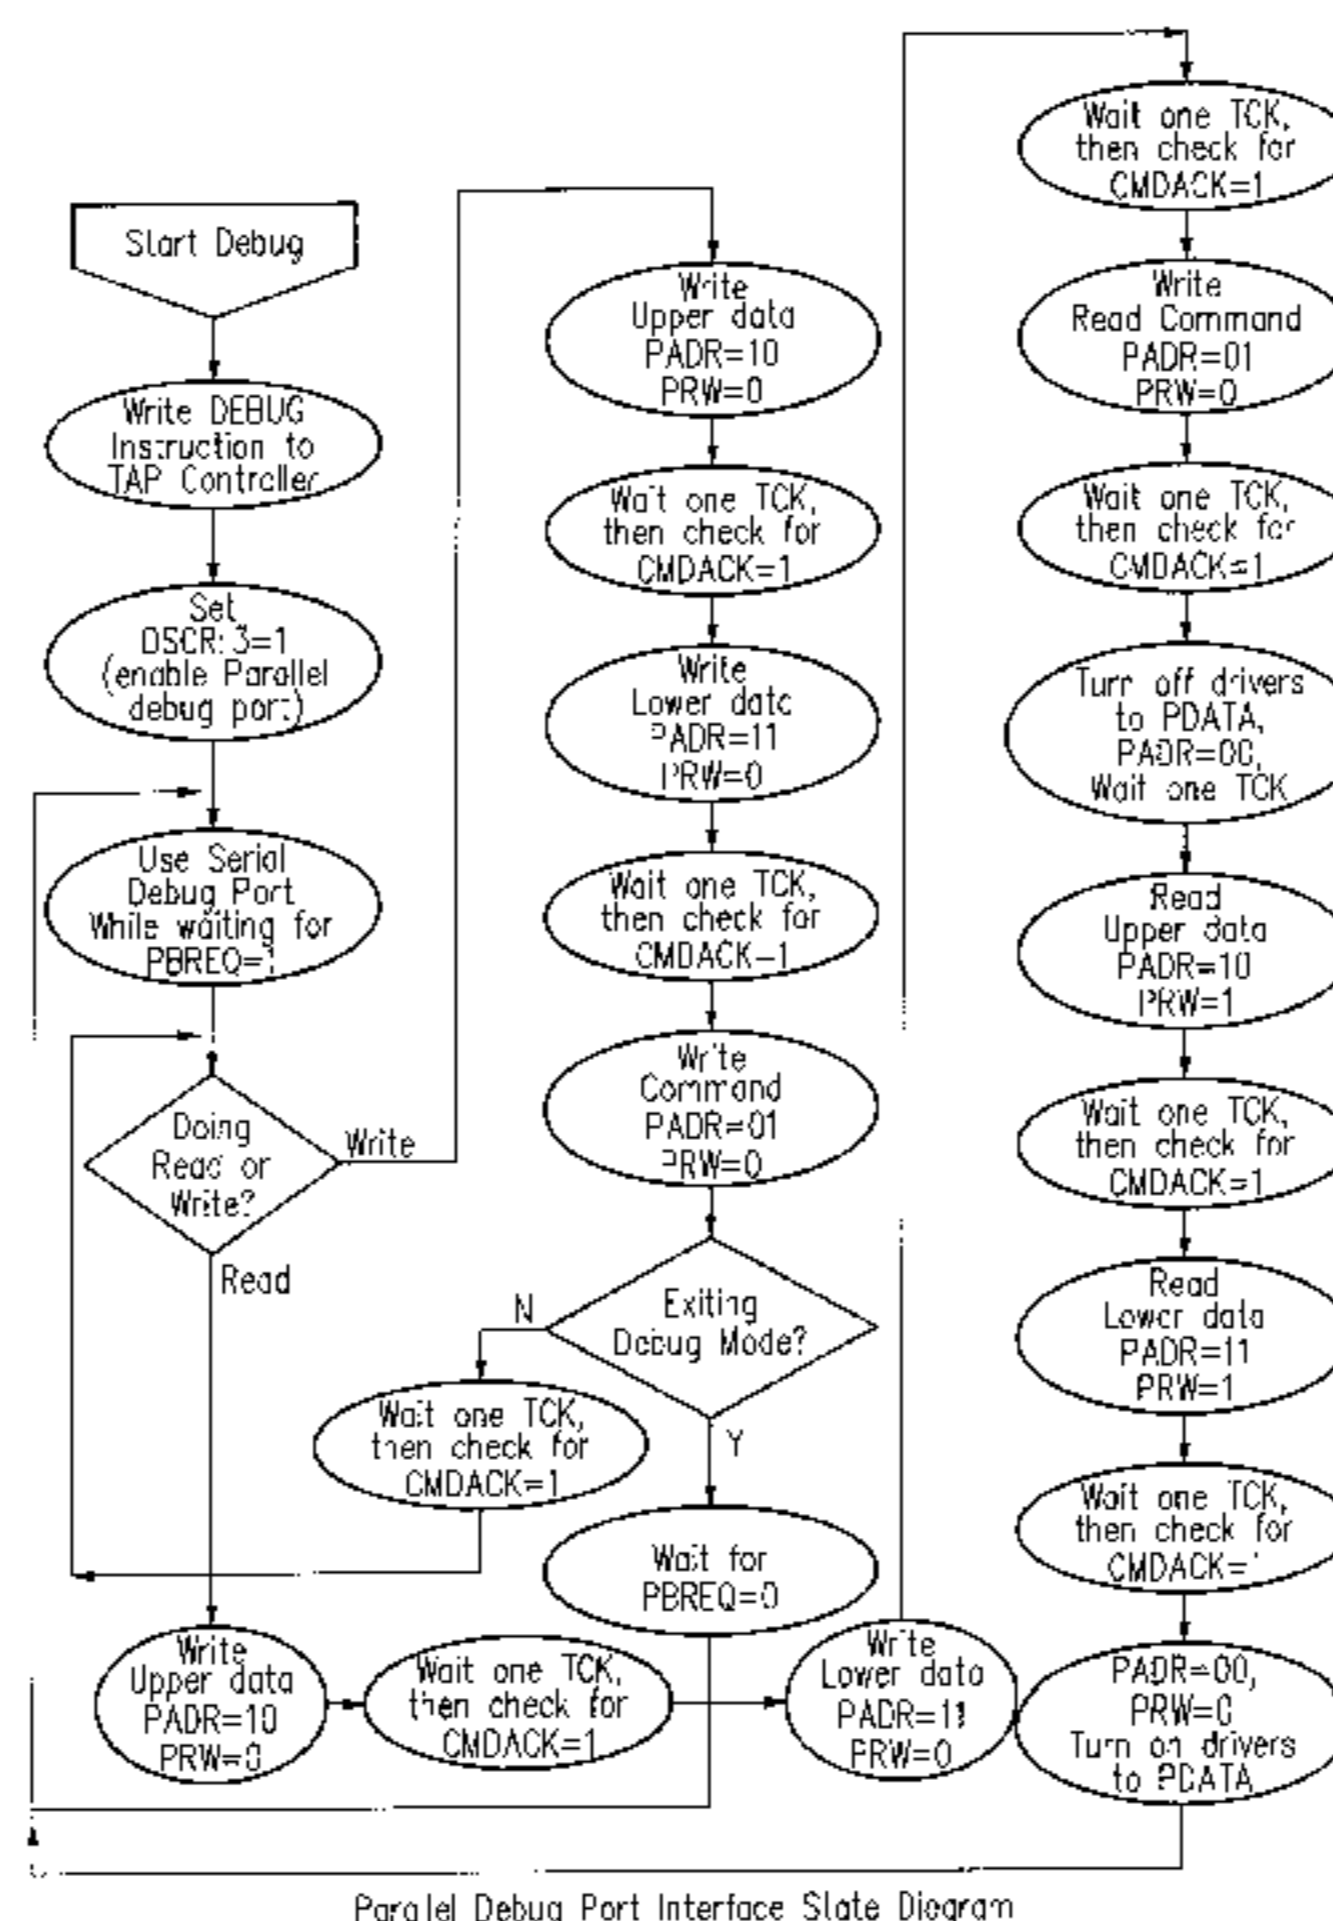 Start Debug
Write DEBUG
Instruction to
TAP Controller
Set
DSCR:3=1
(enable Parallel
debug port)
Use Serial
Debug Port
While waiting for
PBREQ=1
Doing
Read or
Write?
Write
Read
Write
Upper data
PADR=10
PRW=0
Wait one TCK,
then check for
CMDACK=1
Write
Lower data
PADR=11
PRW=0
Write
Upper data
PADR=10
PRW=0
Wait one TCK,
then check for
CMDACK=1
Write
Lower data
PADR=11
PRW=0
Wait one TCK,
then check for
CMDACK=1
Write
Command
PADR=01
PRW=0
Exiting
Debug Mode?
N
Y
Wait one TCK,
then check for
CMDACK=1
Wait for
PBREQ=0
Wait one TCK,
then check for
CMDACK=1
Write
Read Command
PADR=01
PRW=0
Wait one TCK,
then check for
CMDACK=1
Turn off drivers
to PDATA,
PADR=00,
Wait one TCK
Read
Upper data
PADR=10
PRW=1
Wait one TCK,
then check for
CMDACK=1
Read
Lower data
PADR=11
PRW=1
Wait one TCK,
then check for
CMDACK=1
PADR=00,
PRW=0
Turn on drivers
to PDATA
Parallel Debug Port Interface State Diagram